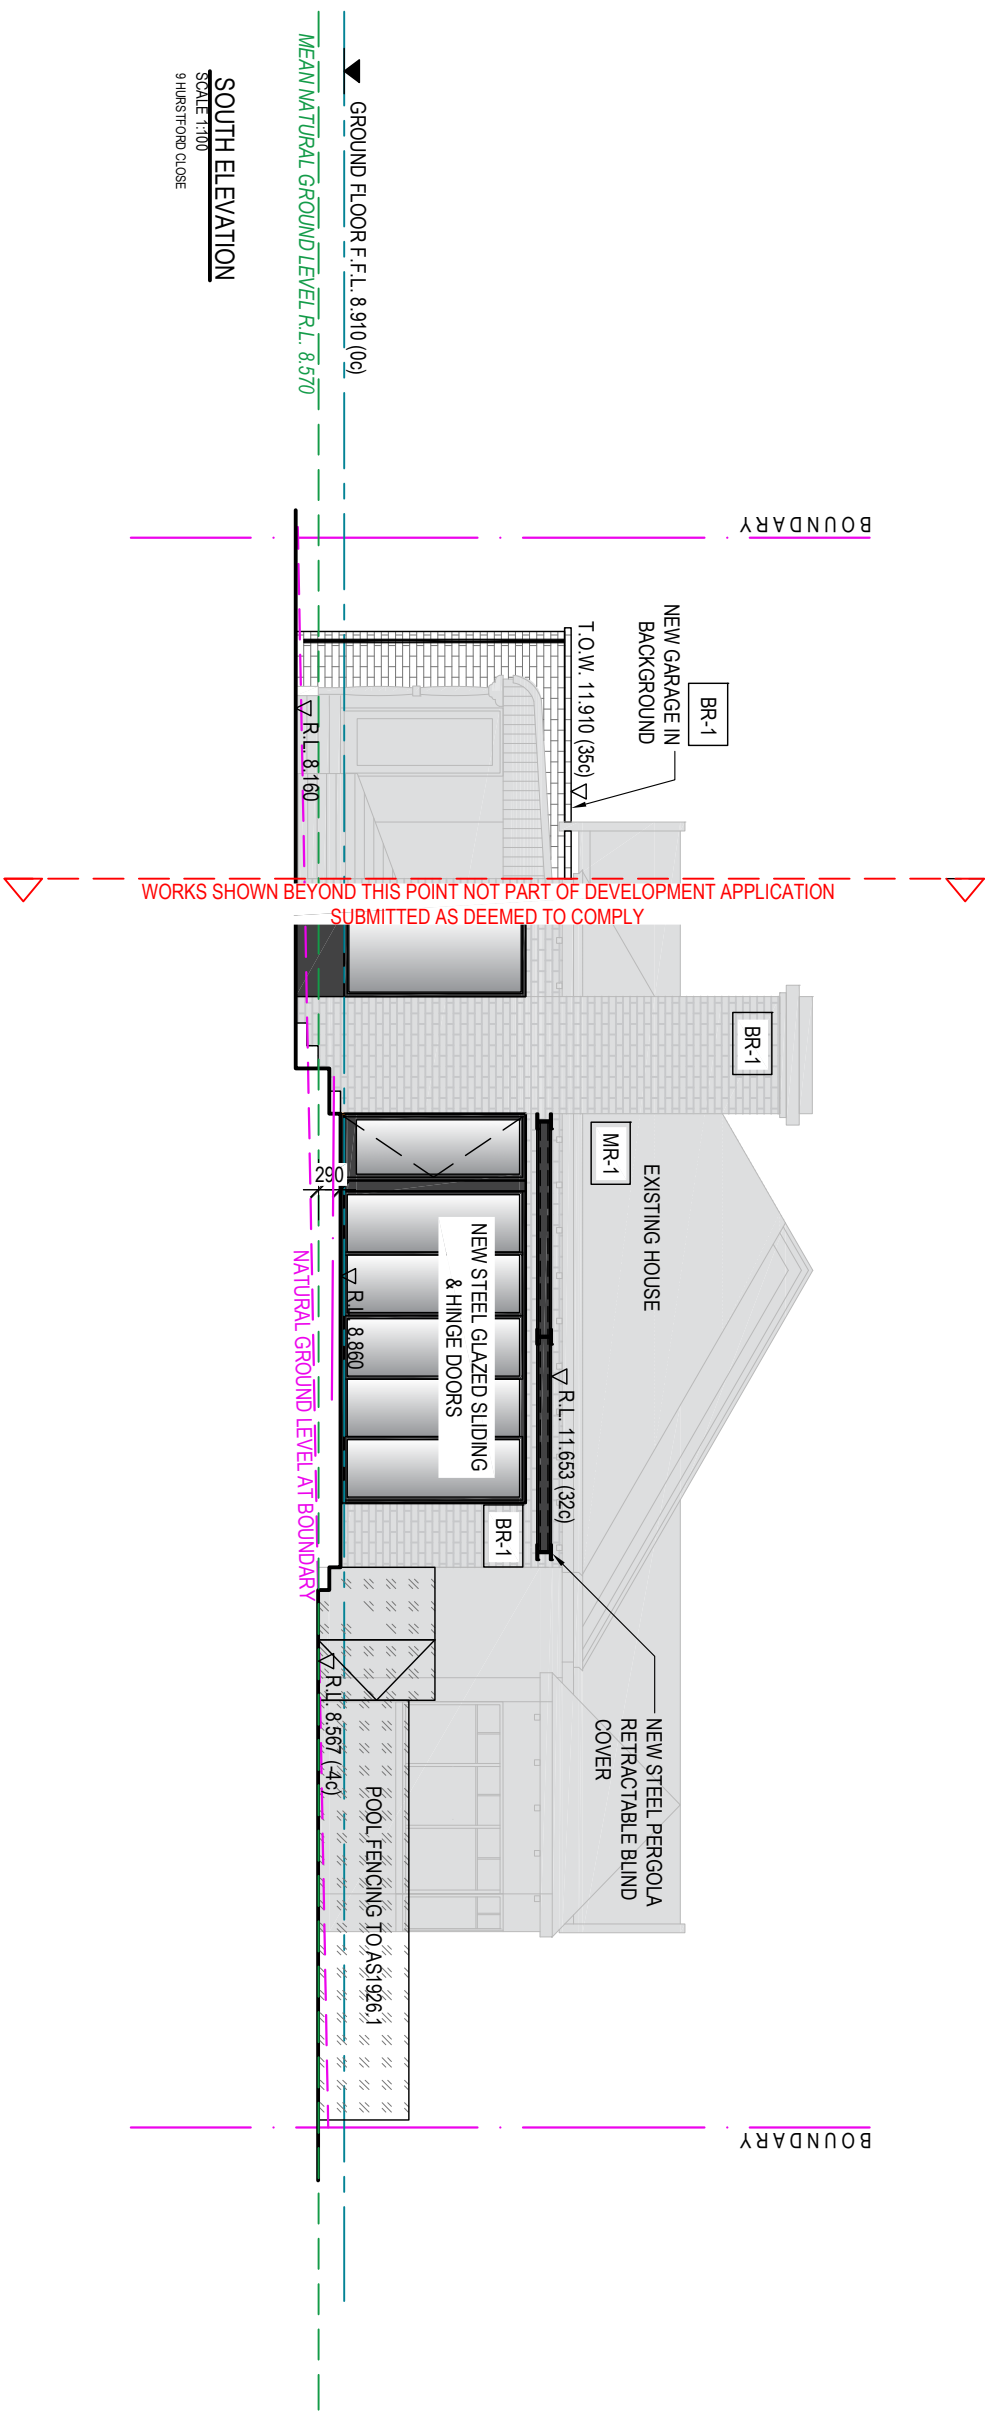 BOUNDARY
BOUNDARY
BR-1
NEW GARAGE IN
BACKGROUND
T.O.W. 11.910 (35c)
R.L. 8.160
WORKS SHOWN BEYOND THIS POINT NOT PART OF DEVELOPMENT APPLICATION
SUBMITTED AS DEEMED TO COMPLY
BR-1
MR-1
EXISTING HOUSE
R.L. 11.653 (32c)
NEW STEEL PERGOLA
RETRACTABLE BLIND
COVER
NEW STEEL GLAZED SLIDING
& HINGE DOORS
BR-1
290
R.L. 8.860
R.L. 8.567 (-4c)
POOL FENCING TO AS1926.1
NATURAL GROUND LEVEL AT BOUNDARY
GROUND FLOOR F.F.L. 8.910 (0c)
MEAN NATURAL GROUND LEVEL R.L. 8.570
SOUTH ELEVATION
SCALE 1:100
9 HURSTFORD CLOSE